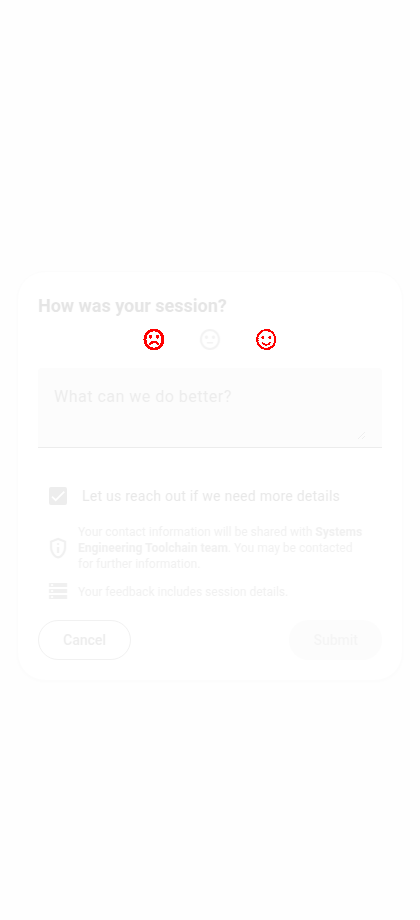 How was your session?
What can we do better?
Let us reach out if we need more details
Your contact information will be shared with Systems
Engineering Toolchain team. You may be contacted
for further information.
Your feedback includes session details.
Cancel
Submit